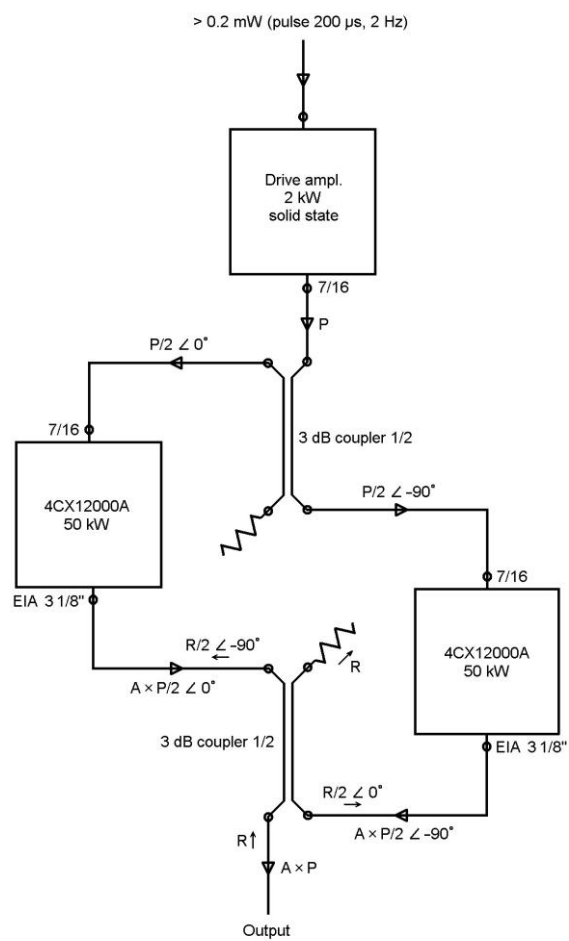 > 0.2 mW (pulse 200 µs, 2 Hz)
Drive ampl.
2 kW
solid state
7/16
P
P/2 ∠ 0°
7/16
3 dB coupler 1/2
4CX12000A
50 kW
P/2 ∠ –90°
7/16
EIA 3 1/8"
4CX12000A
50 kW
R/2 ∠ –90°
R
A × P/2 ∠ 0°
3 dB coupler 1/2
EIA 3 1/8"
R/2 ∠ 0°
A × P/2 ∠ –90°
R
A × P
Output